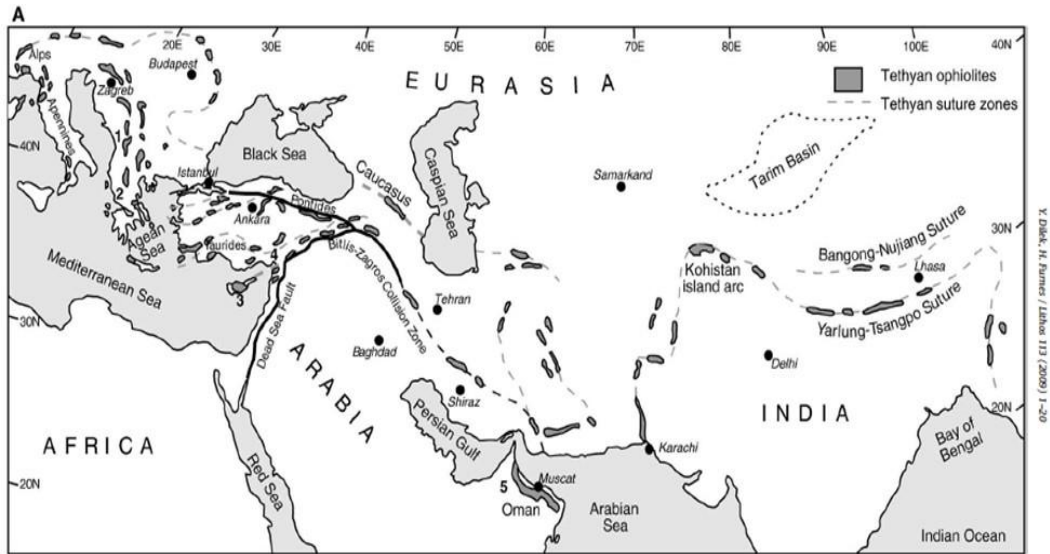 A
20E
30E
40E
50E
60E
70E
80E
90E
100E
40N
Alps
Budapest
EURASIA
Tethyan ophiolites
Zagreb
Tethyan suture zones
Apennines
1
40N
Black Sea
Caucasus
Caspian Sea
Samarkand
Tarim Basin
Istanbul
2
Pontides
Ankara
Agean
Sea
Taurides
4
Bitlis-Zagros Collision Zone
30N
Bangong-Nujiang Suture
Kohistan
island arc
Lhasa
Mediterranean Sea
3
Yarlung-Tsangpo Suture
Tehran
30N
Dead Sea Fault
Baghdad
Delhi
ARABIA
Shiraz
20N
INDIA
Persian Gulf
AFRICA
Karachi
Bay of
Bengal
Red Sea
20N
5
Muscat
Oman
Arabian
Sea
Indian Ocean
Y. Dilek, H. Furnes / Lithos 113 (2009) 1–20